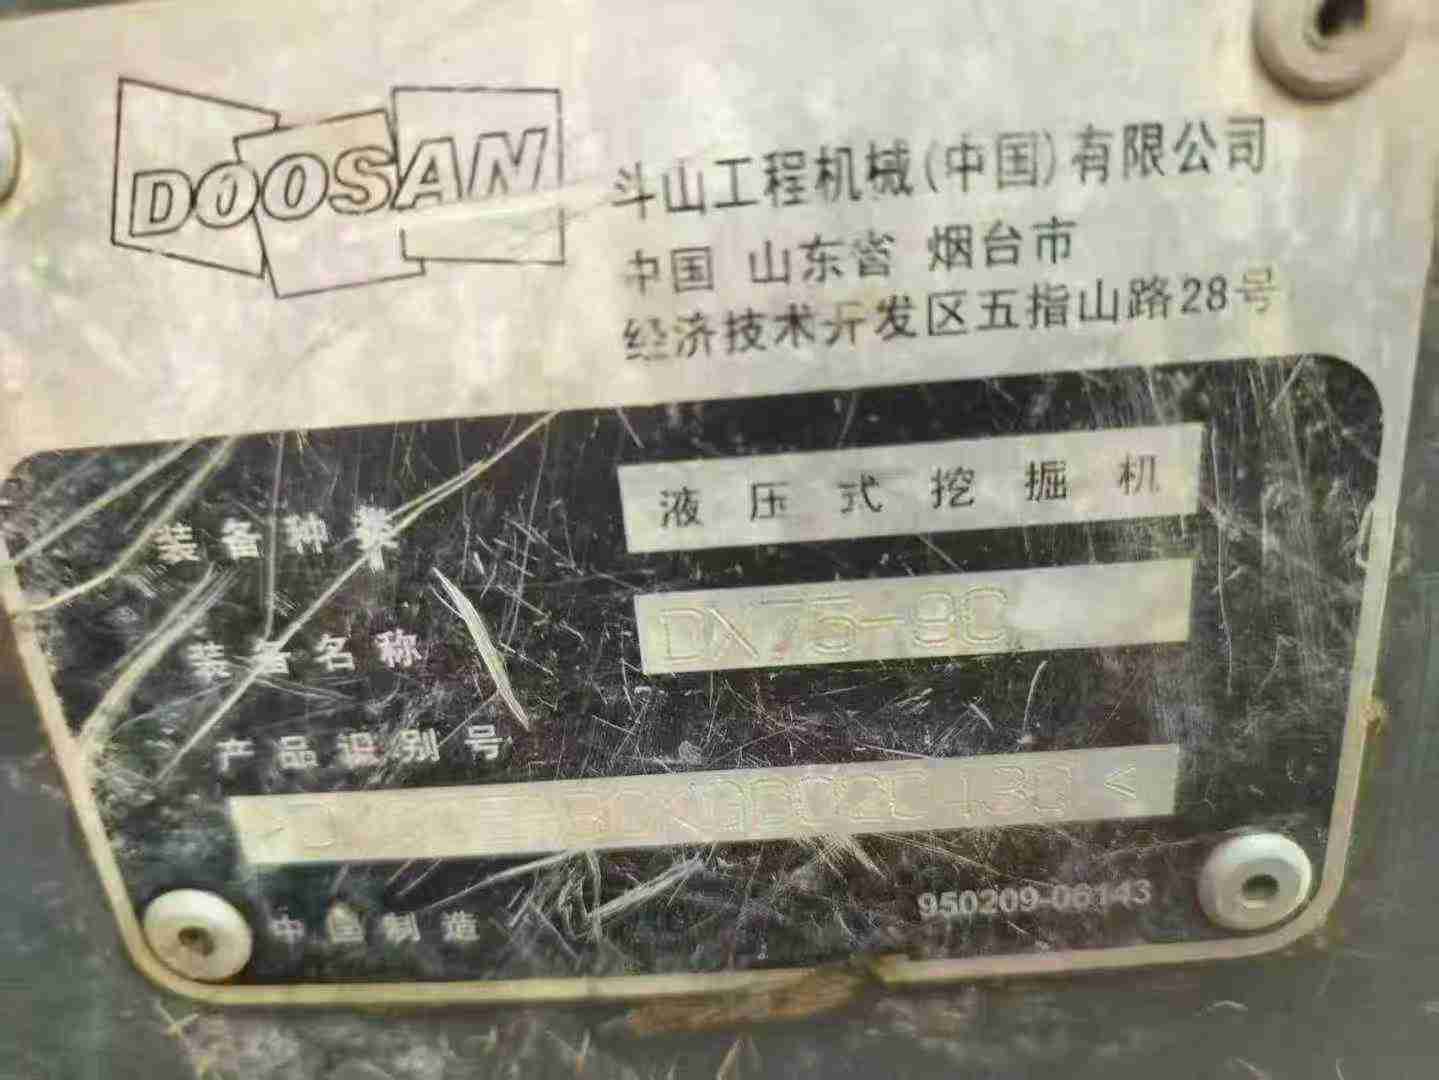 DOOSAN
斗山工程机械(中国)有限公司
中国 山东省 烟台市
经济技术开发区五指山路28号
装备种类 液压式挖掘机
装备名称 DX75-9C
产品识别号
中国制造 950209-06143